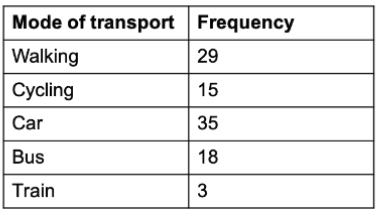 Mode of transport Frequency
Walking 29
Cycling 15
Car 35
Bus 18
Train 3